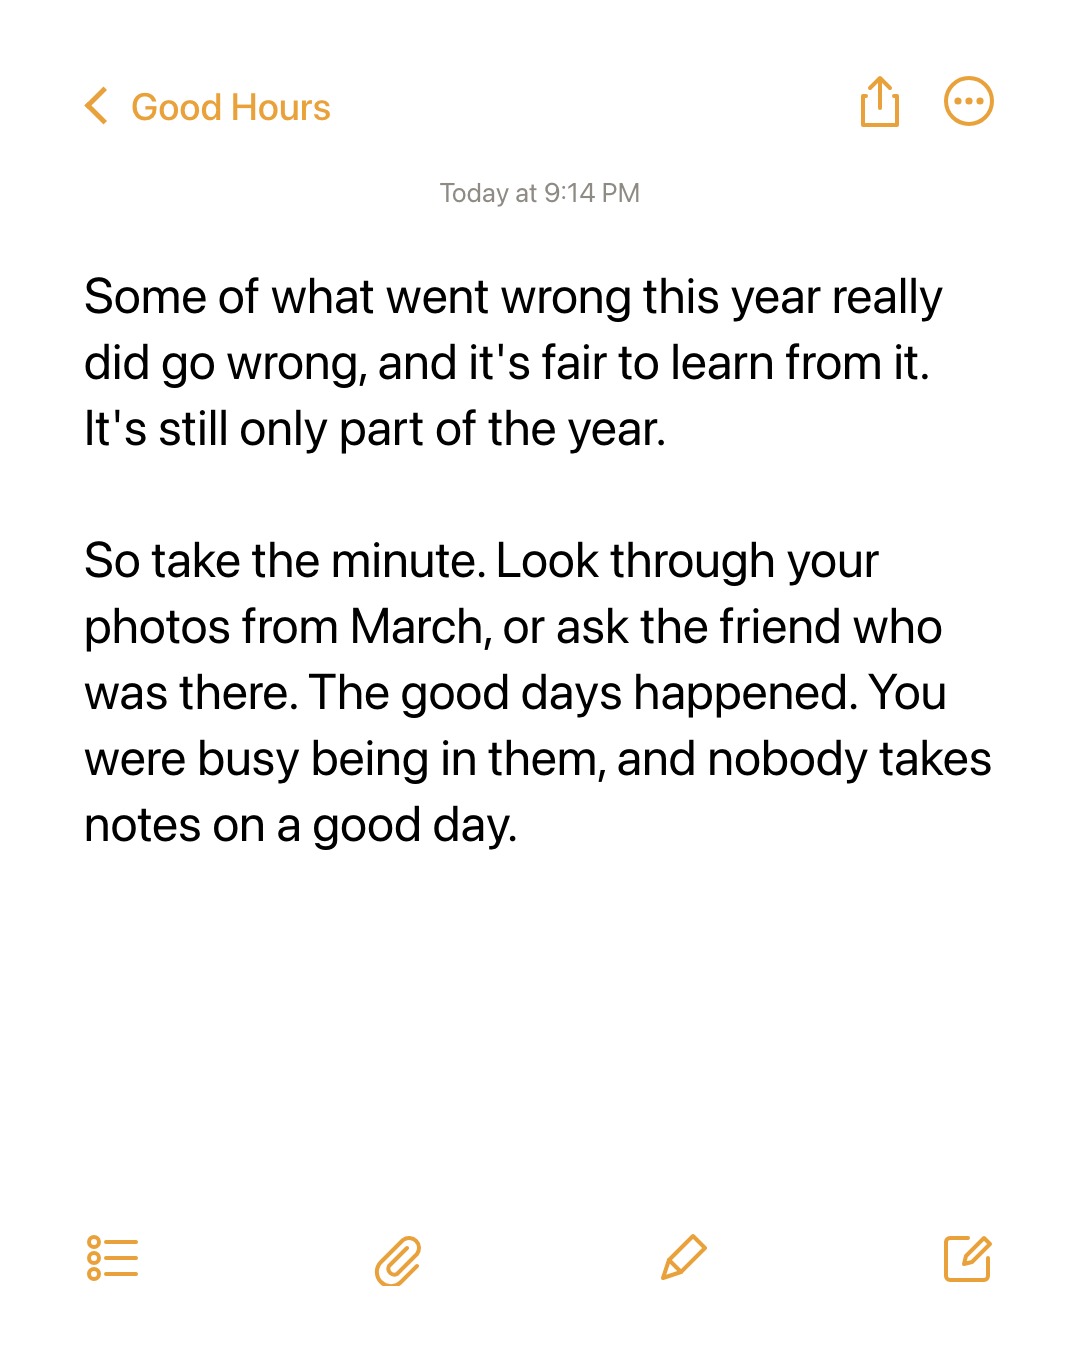 Good Hours
Today at 9:14 PM
Some of what went wrong this year really
did go wrong, and it's fair to learn from it.
It's still only part of the year.
So take the minute. Look through your
photos from March, or ask the friend who
was there. The good days happened. You
were busy being in them, and nobody takes
notes on a good day.